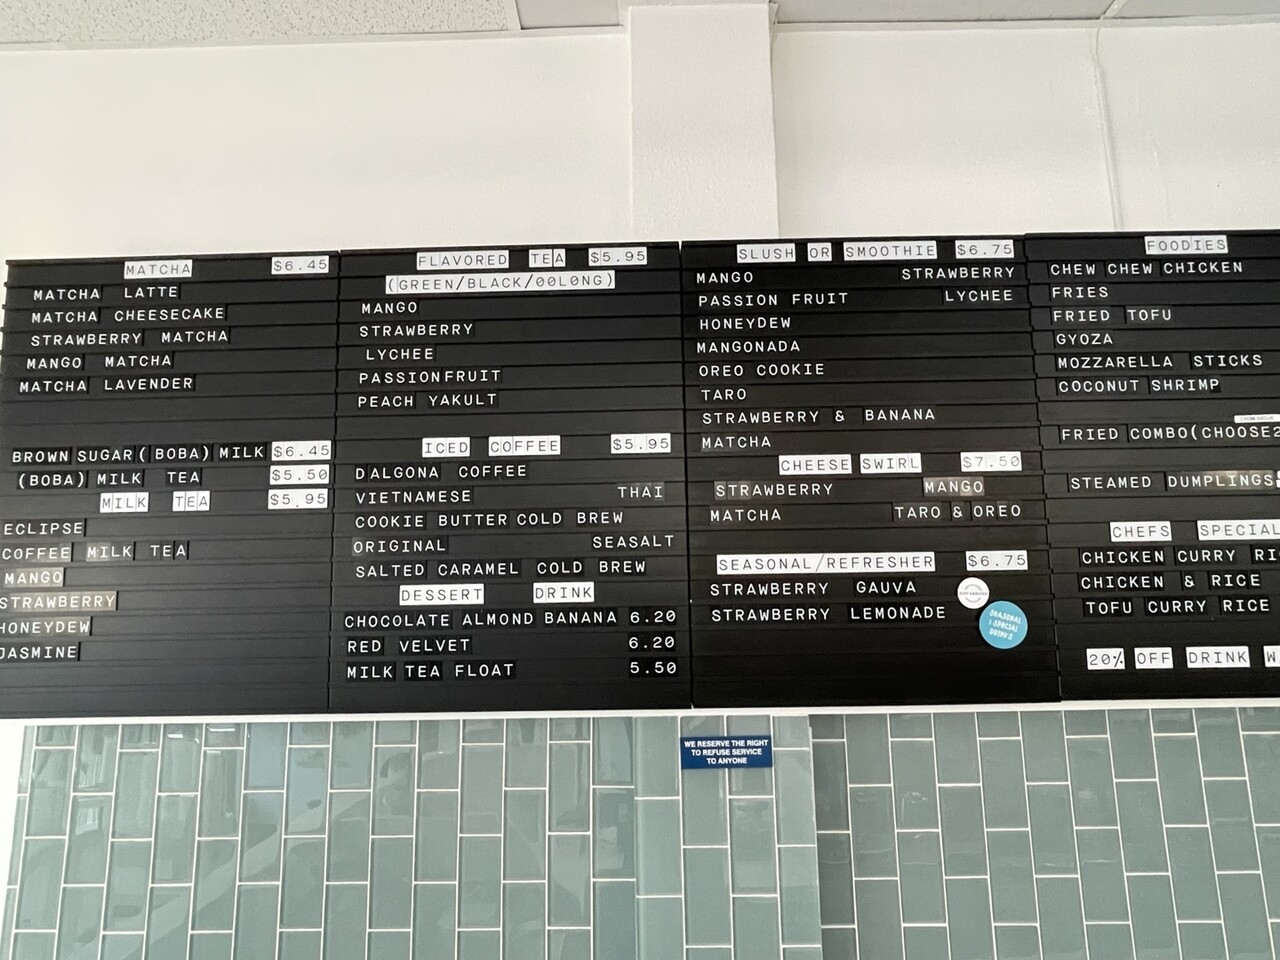 MATCHA $6.45
MATCHA LATTE
MATCHA CHEESECAKE
STRAWBERRY MATCHA
MANGO MATCHA
MATCHA LAVENDER
BROWN SUGAR(BOBA) MILK $6.45
(BOBA) MILK TEA $5.50
MILK TEA $5.95
ECLIPSE
COFFEE MILK TEA
MANGO
STRAWBERRY
HONEYDEW
JASMINE
FLAVORED TEA $5.95
(GREEN/BLACK/00L0NG)
MANGO
STRAWBERRY
LYCHEE
PASSIONFRUIT
PEACH YAKULT
ICED COFFEE $5.95
DALGONA COFFEE
VIETNAMESE THAI
COOKIE BUTTER COLD BREW
ORIGINAL SEASALT
SALTED CARAMEL COLD BREW
DESSERT DRINK
CHOCOLATE ALMOND BANANA 6.20
RED VELVET 6.20
MILK TEA FLOAT 5.50
SLUSH OR SMOOTHIE $6.75
MANGO STRAWBERRY
PASSION FRUIT LYCHEE
HONEYDEW
MANGONADA
OREO COOKIE
TARO
STRAWBERRY & BANANA
MATCHA
CHEESE SWIRL $7.50
STRAWBERRY MANGO
MATCHA TARO & OREO
SEASONAL/REFRESHER $6.75
STRAWBERRY GAUVA
STRAWBERRY LEMONADE
SEASONAL
& SPECIAL
DRINKS
FOODIES
CHEW CHEW CHICKEN
FRIES
FRIED TOFU
GYOZA
MOZZARELLA STICKS
COCONUT SHRIMP
FRIED COMBO(CHOOSE2
STEAMED DUMPLINGS
CHEFS SPECIAL
CHICKEN CURRY RI
CHICKEN & RICE
TOFU CURRY RICE
20% OFF DRINK W
WE RESERVE THE RIGHT
TO REFUSE SERVICE
TO ANYONE